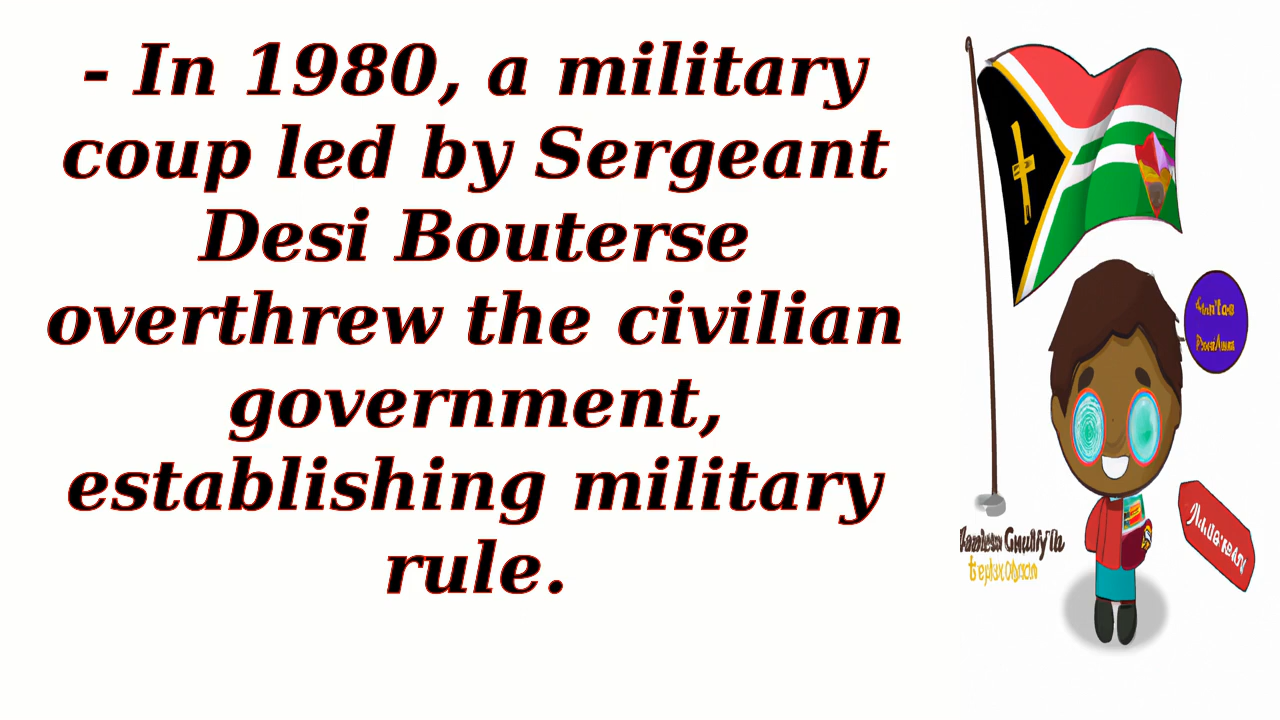 - In 1980, a military
coup led by Sergeant
Desi Bouterse
overthrew the civilian
government,
establishing military
rule.